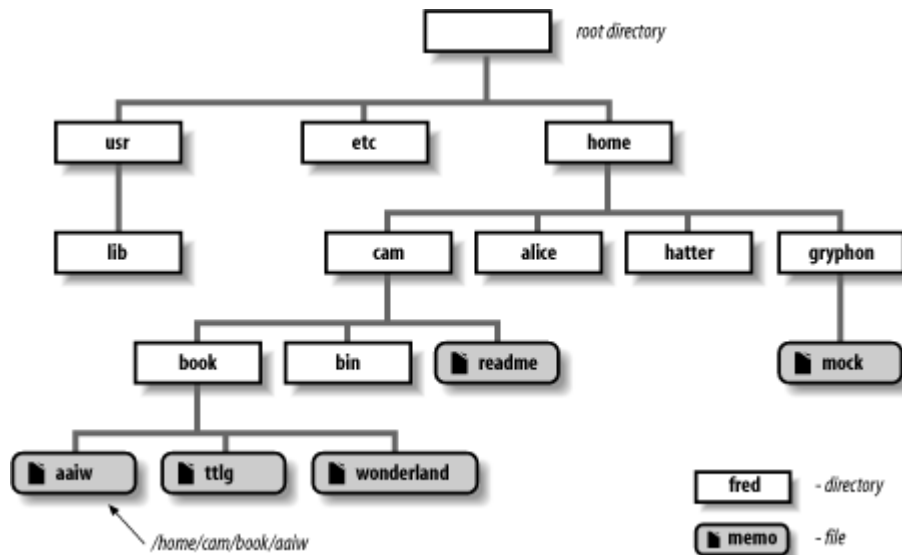 root directory
usr
etc
home
lib
cam
alice
hatter
gryphon
book
bin
readme
mock
aaiw
ttlg
wonderland
fred
- directory
memo
- file
/home/cam/book/aaiw